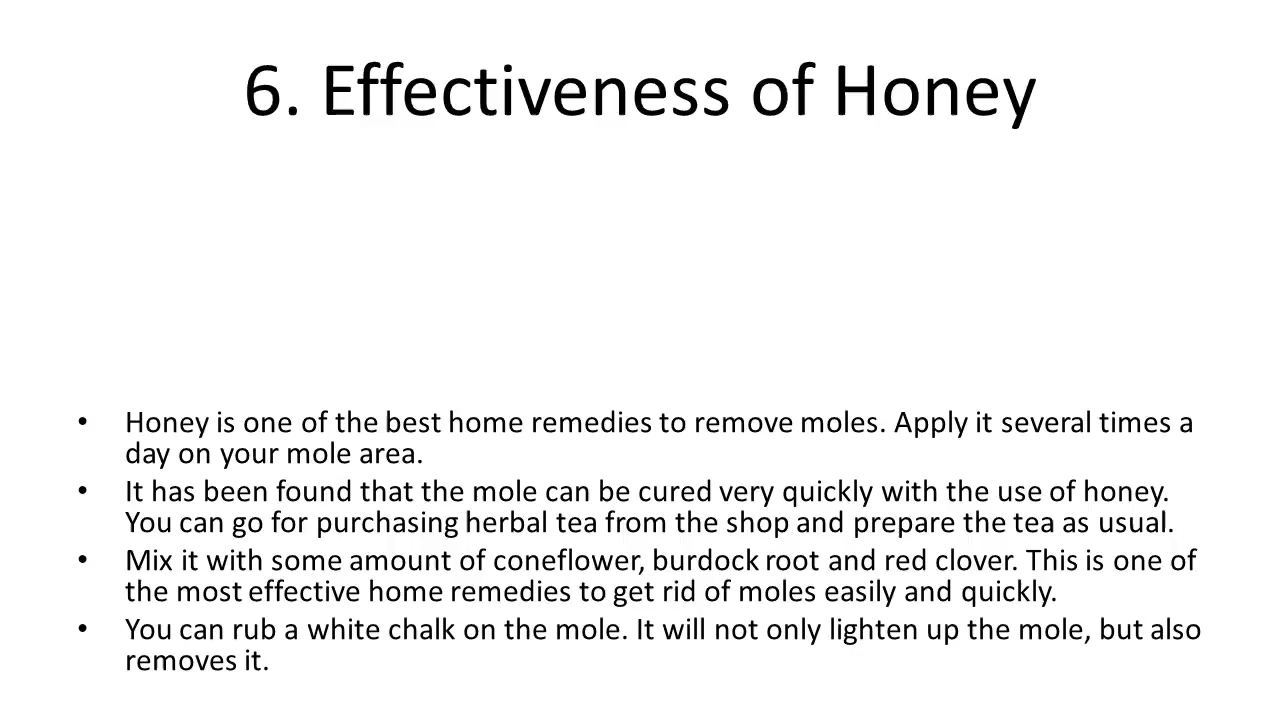 6. Effectiveness of Honey
• Honey is one of the best home remedies to remove moles. Apply it several times a
day on your mole area.
• It has been found that the mole can be cured very quickly with the use of honey.
You can go for purchasing herbal tea from the shop and prepare the tea as usual.
• Mix it with some amount of coneflower, burdock root and red clover. This is one of
the most effective home remedies to get rid of moles easily and quickly.
• You can rub a white chalk on the mole. It will not only lighten up the mole, but also
removes it.